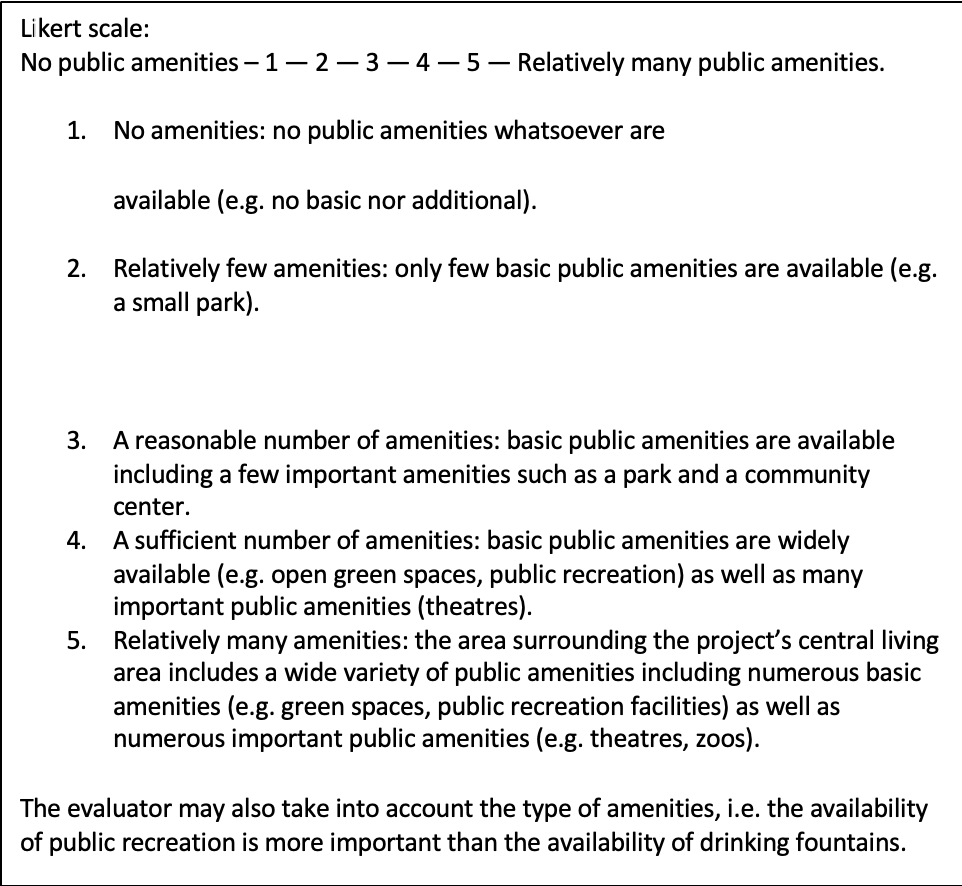 Likert scale:
No public amenities – 1 — 2 — 3 — 4 — 5 — Relatively many public amenities.
1. No amenities: no public amenities whatsoever are
available (e.g. no basic nor additional).
2. Relatively few amenities: only few basic public amenities are available (e.g.
a small park).
3. A reasonable number of amenities: basic public amenities are available
including a few important amenities such as a park and a community
center.
4. A sufficient number of amenities: basic public amenities are widely
available (e.g. open green spaces, public recreation) as well as many
important public amenities (theatres).
5. Relatively many amenities: the area surrounding the project’s central living
area includes a wide variety of public amenities including numerous basic
amenities (e.g. green spaces, public recreation facilities) as well as
numerous important public amenities (e.g. theatres, zoos).
The evaluator may also take into account the type of amenities, i.e. the availability
of public recreation is more important than the availability of drinking fountains.